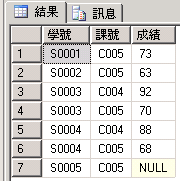 結果 訊息
學號 課號 成績
1 S0001 C005 73
2 S0002 C005 63
3 S0003 C004 92
4 S0003 C005 70
5 S0004 C004 88
6 S0004 C005 68
7 S0005 C005 NULL